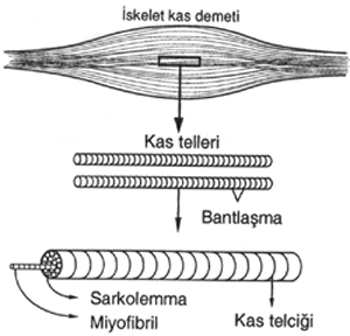 İskelet kas demeti
Kas telleri
Bantlaşma
Sarkolemma
Miyofibril
Kas telciği